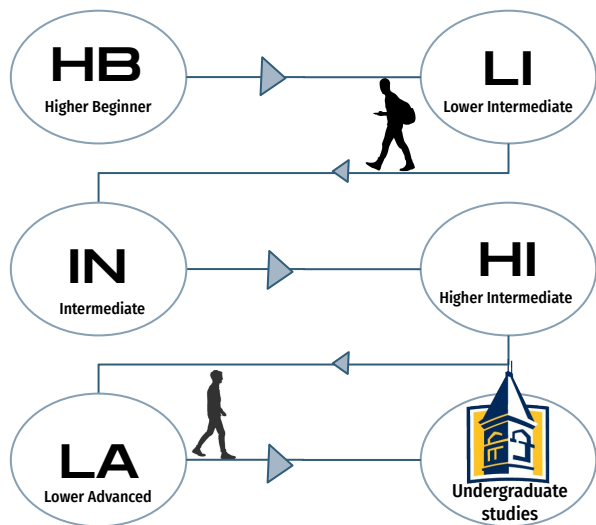 HB
Higher Beginner
LI
Lower Intermediate
IN
Intermediate
HI
Higher Intermediate
LA
Lower Advanced
Undergraduate
studies